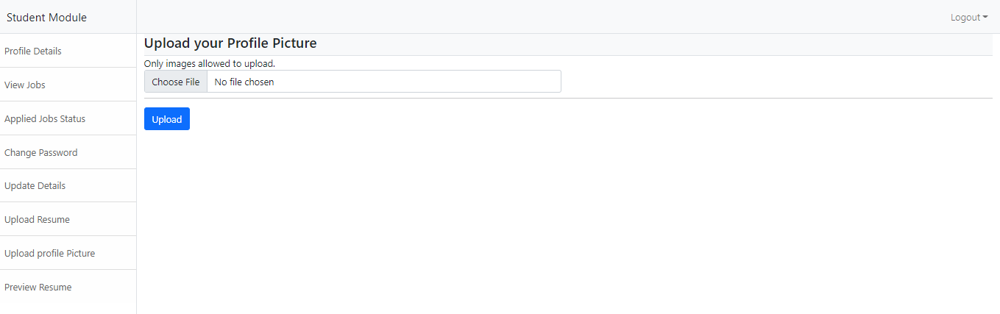 Student Module
Logout
Profile Details
View Jobs
Applied Jobs Status
Change Password
Update Details
Upload Resume
Upload profile Picture
Preview Resume
Upload your Profile Picture
Only images allowed to upload.
Choose File No file chosen
Upload